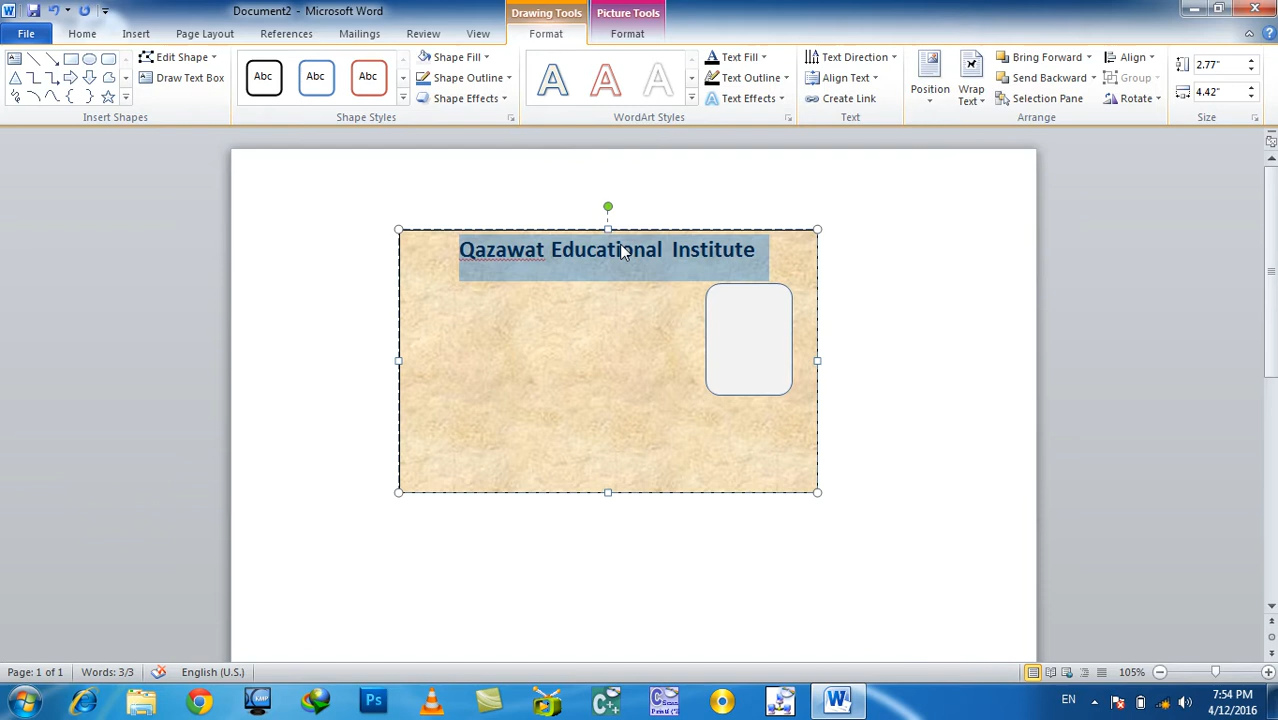 Document2 - Microsoft Word
Drawing Tools
Picture Tools
File
Home
Insert
Page Layout
References
Mailings
Review
View
Format
Format
Edit Shape
Draw Text Box
Insert Shapes
Abc
Abc
Abc
Shape Fill
Shape Outline
Shape Effects
Shape Styles
A
A
A
Text Fill
Text Outline
Text Effects
WordArt Styles
Text Direction
Align Text
Create Link
Text
Position
Wrap Text
Bring Forward
Send Backward
Selection Pane
Align
Group
Rotate
Arrange
2.77"
4.42"
Size
Qazawat Educational Institute
Page: 1 of 1
Words: 3/3
English (U.S.)
105%
EN
7:54 PM
4/12/2016